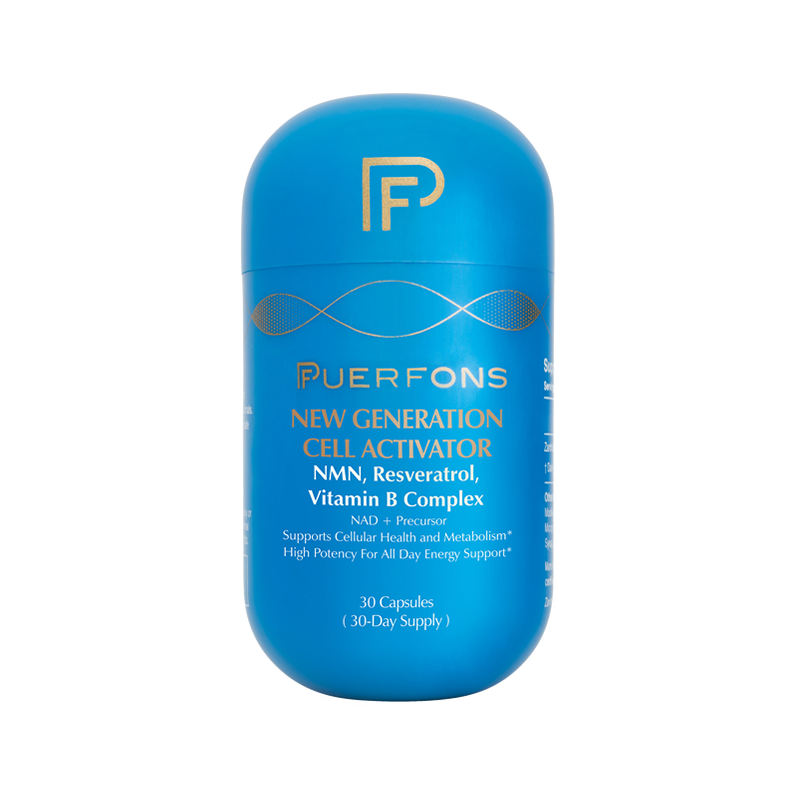 PF
PUERFONS
NEW GENERATION
CELL ACTIVATOR
NMN, Resveratrol,
Vitamin B Complex
NAD + Precursor
Supports Cellular Health and Metabolism*
High Potency For All Day Energy Support*
30 Capsules
( 30-Day Supply )